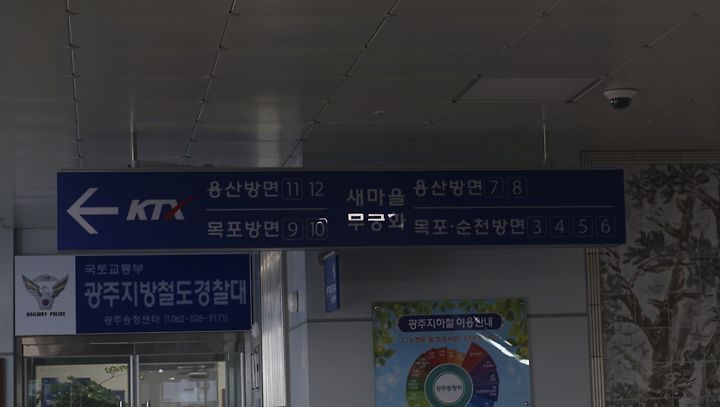 KTX
용산방면 11 12
목포방면 9 10
새마을
무궁화
용산방면 7 8
목포·순천방면 3 4 5 6
국토교통부
광주지방철도경찰대
광주송정센터 (T.062-528-9171)
RAILWAY POLICE
광주지하철 이용안내
광주송정역